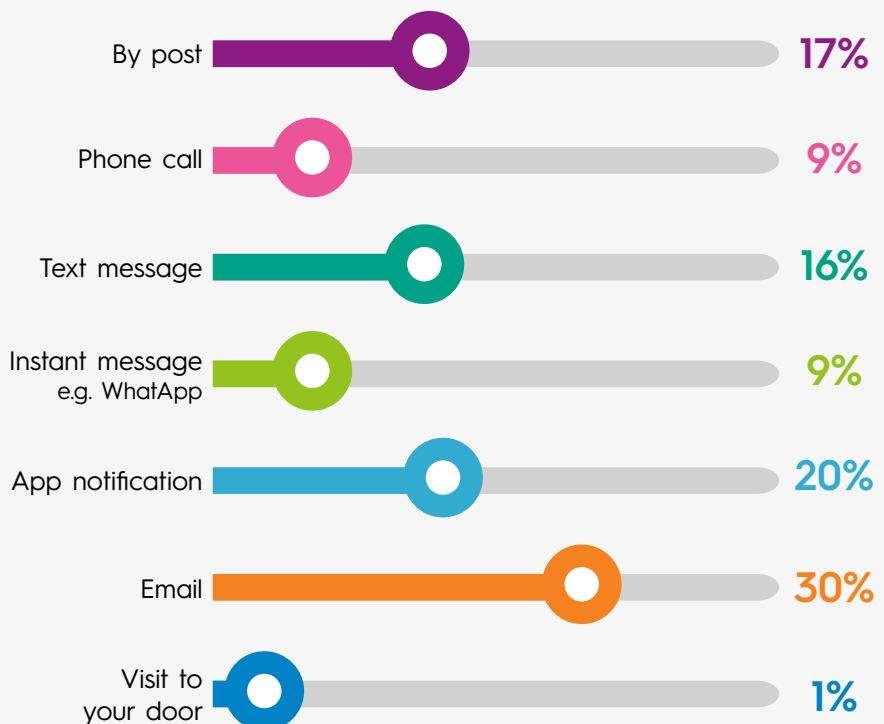 By post 17%
Phone call 9%
Text message 16%
Instant message
e.g. WhatApp 9%
App notification 20%
Email 30%
Visit to
your door 1%